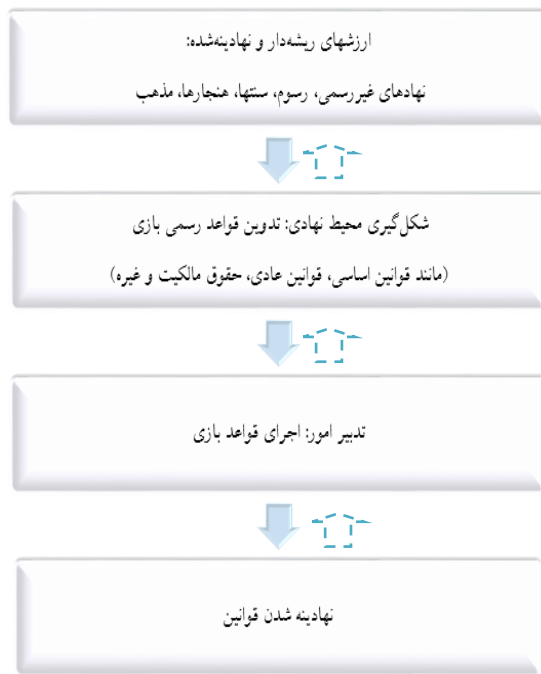 ارزشهای ریشه‌دار و نهادینه‌شده:
نهادهای غیررسمی، رسوم، سنتها، هنجارها، مذهب
شکل‌گیری محیط نهادی: تدوین قواعد رسمی بازی
(مانند قوانین اساسی، قوانین عادی، حقوق مالکیت و غیره)
تدبیر امور: اجرای قواعد بازی
نهادینه شدن قوانین